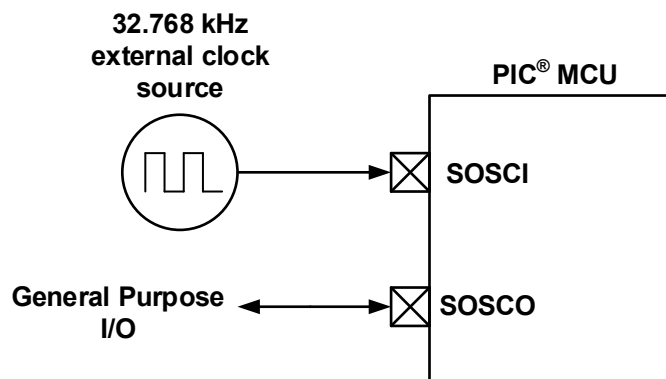 32.768 kHz
external clock
source
PIC® MCU
SOSCI
General Purpose
I/O
SOSCO